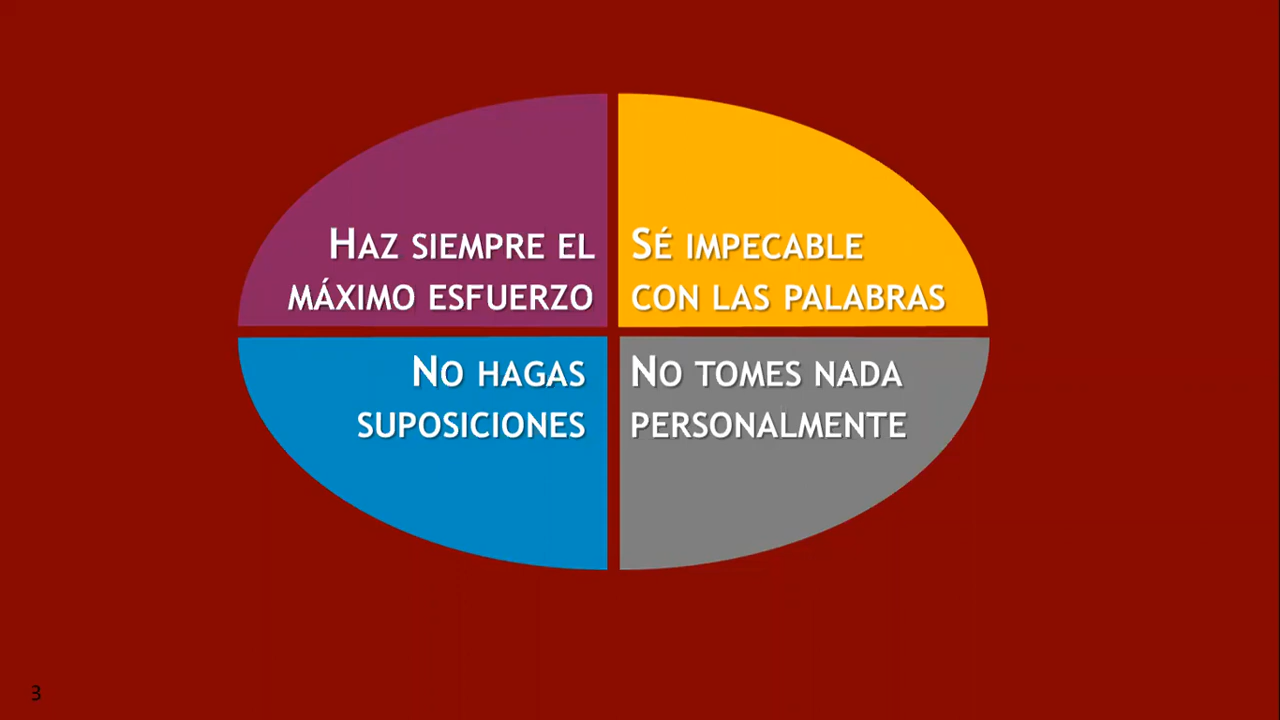 Haz siempre el
máximo esfuerzo
Sé impecable
con las palabras
No hagas
suposiciones
No tomes nada
personalmente
3